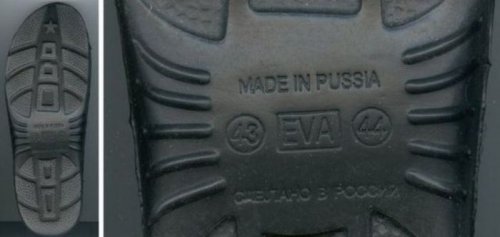 MADE IN PUSSIA
43 EVA 44
СДЕЛАНО В РОССИИ